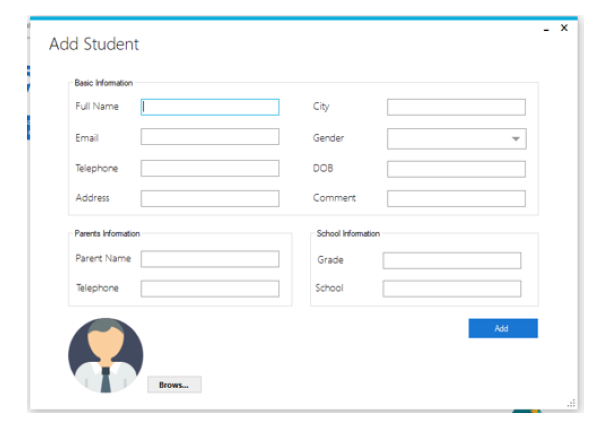 Add Student
Basic Information
Full Name
City
Email
Gender
Telephone
DOB
Address
Comment
Parents Information
Parent Name
Telephone
School Information
Grade
School
Add
Brows...